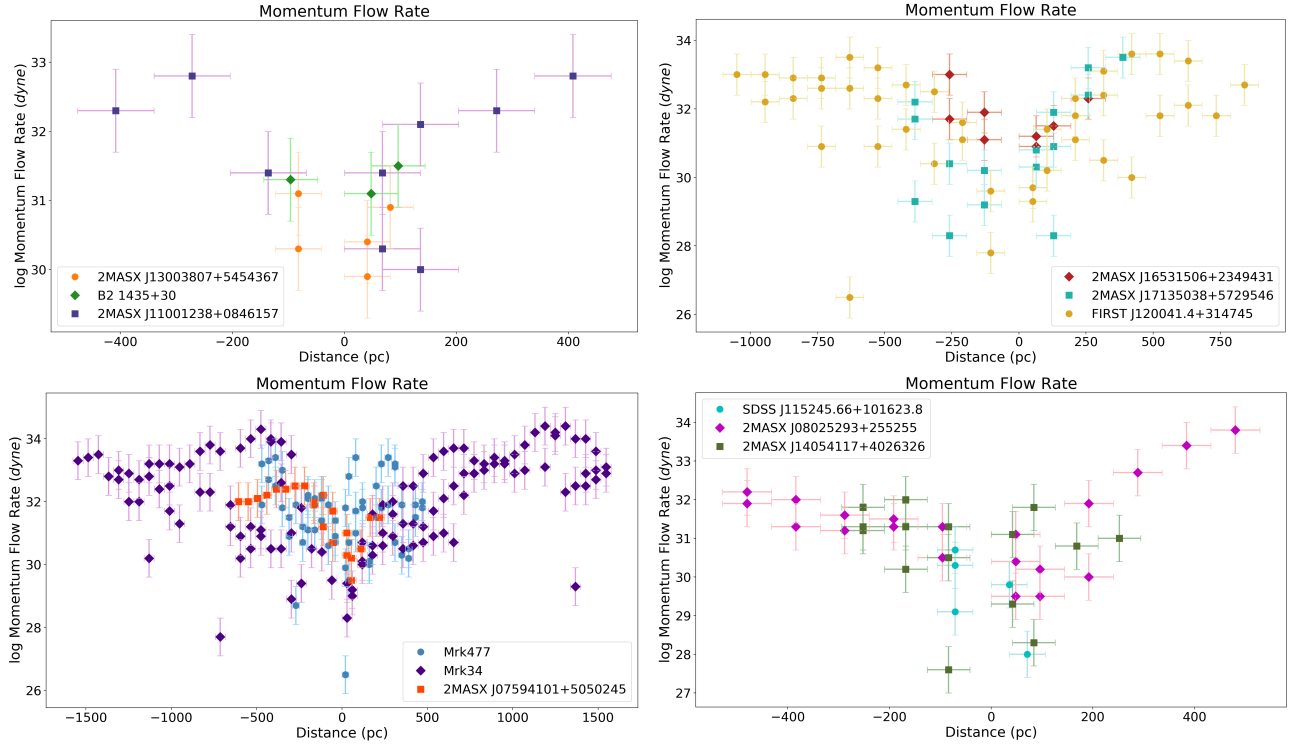 Momentum Flow Rate
log Momentum Flow Rate (dyne)
33
32
31
30
2MASX J13003807+5454367
B2 1435+30
2MASX J11001238+0846157
−400 −200 0 200 400
Distance (pc)
Momentum Flow Rate
log Momentum Flow Rate (dyne)
34
32
30
28
26
2MASX J16531506+2349431
2MASX J17135038+5729546
FIRST J120041.4+314745
−1000 −750 −500 −250 0 250 500 750
Distance (pc)
Momentum Flow Rate
log Momentum Flow Rate (dyne)
34
32
30
28
26
Mrk477
Mrk34
2MASX J07594101+5050245
−1500 −1000 −500 0 500 1000 1500
Distance (pc)
Momentum Flow Rate
log Momentum Flow Rate (dyne)
SDSS J115245.66+101623.8
2MASX J08025293+255255
2MASX J14054117+4026326
34
33
32
31
30
29
28
27
−400 −200 0 200 400
Distance (pc)